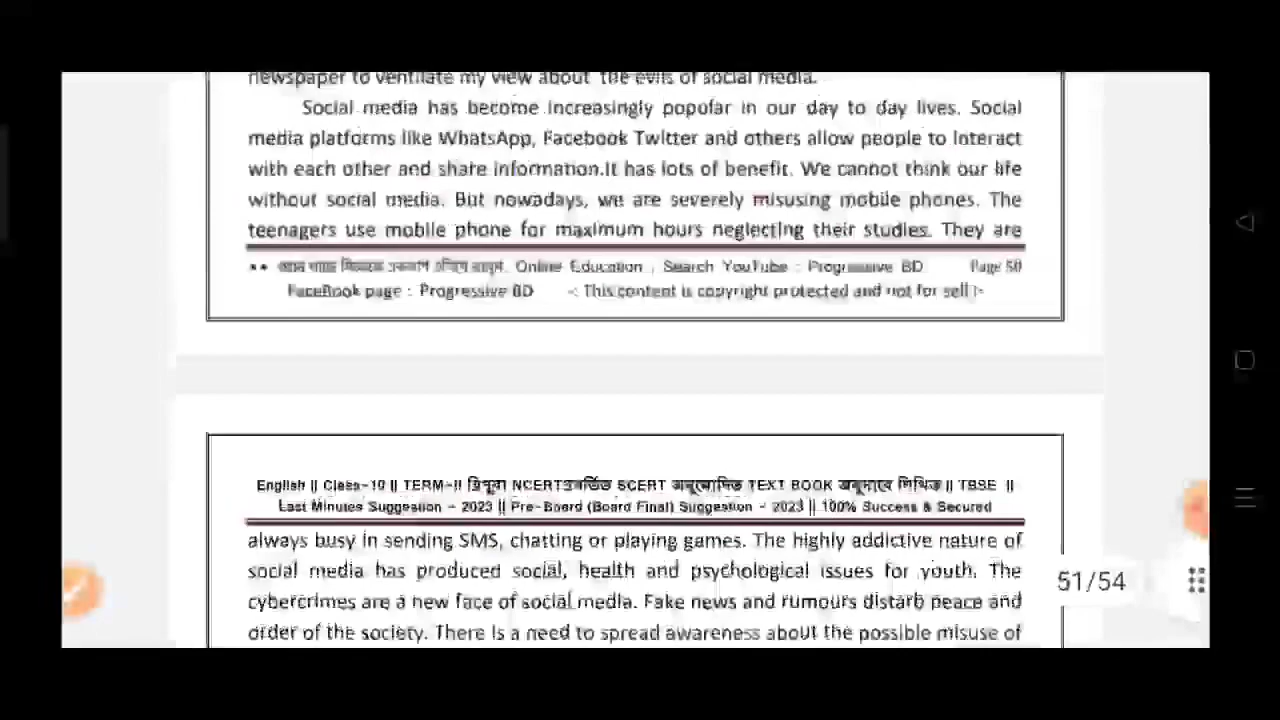 newspaper to ventilate my view about the evils of social media.
Social media has become increasingly popular in our day to day lives. Social
media platforms like WhatsApp, Facebook Twitter and others allow people to interact
with each other and share information.It has lots of benefit. We cannot think our life
without social media. But nowadays, we are severely misusing mobile phones. The
teenagers use mobile phone for maximum hours neglecting their studies. They are
Online Education , Search YouTube : Progressive BD Page 50
FaceBook page : Progressive BD -: This content is copyright protected and not for sell :-
English || Class-10 || TERM-II ত্রিপুরা NCERT SCERT অনুমোদিত TEXT BOOK অনুসারে লিখিত || TBSE ||
Last Minutes Suggestion - 2023 || Pre-Board (Board Final) Suggestion - 2023 || 100% Success & Secured
always busy in sending SMS, chatting or playing games. The highly addictive nature of
social media has produced social, health and psychological issues for youth. The
cybercrimes are a new face of social media. Fake news and rumours distarb peace and
order of the society. There is a need to spread awareness about the possible misuse of
51/54